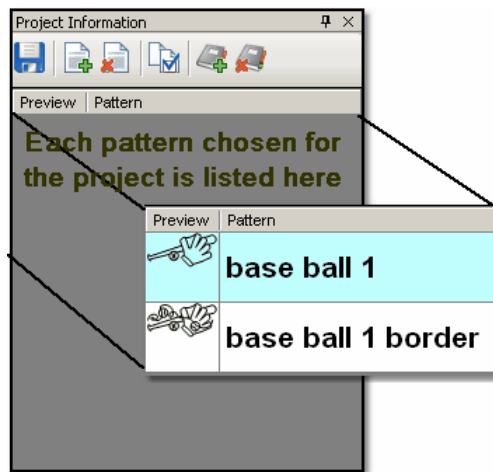 Project Information
Preview Pattern
Each pattern chosen for
the project is listed here
Preview Pattern
base ball 1
base ball 1 border